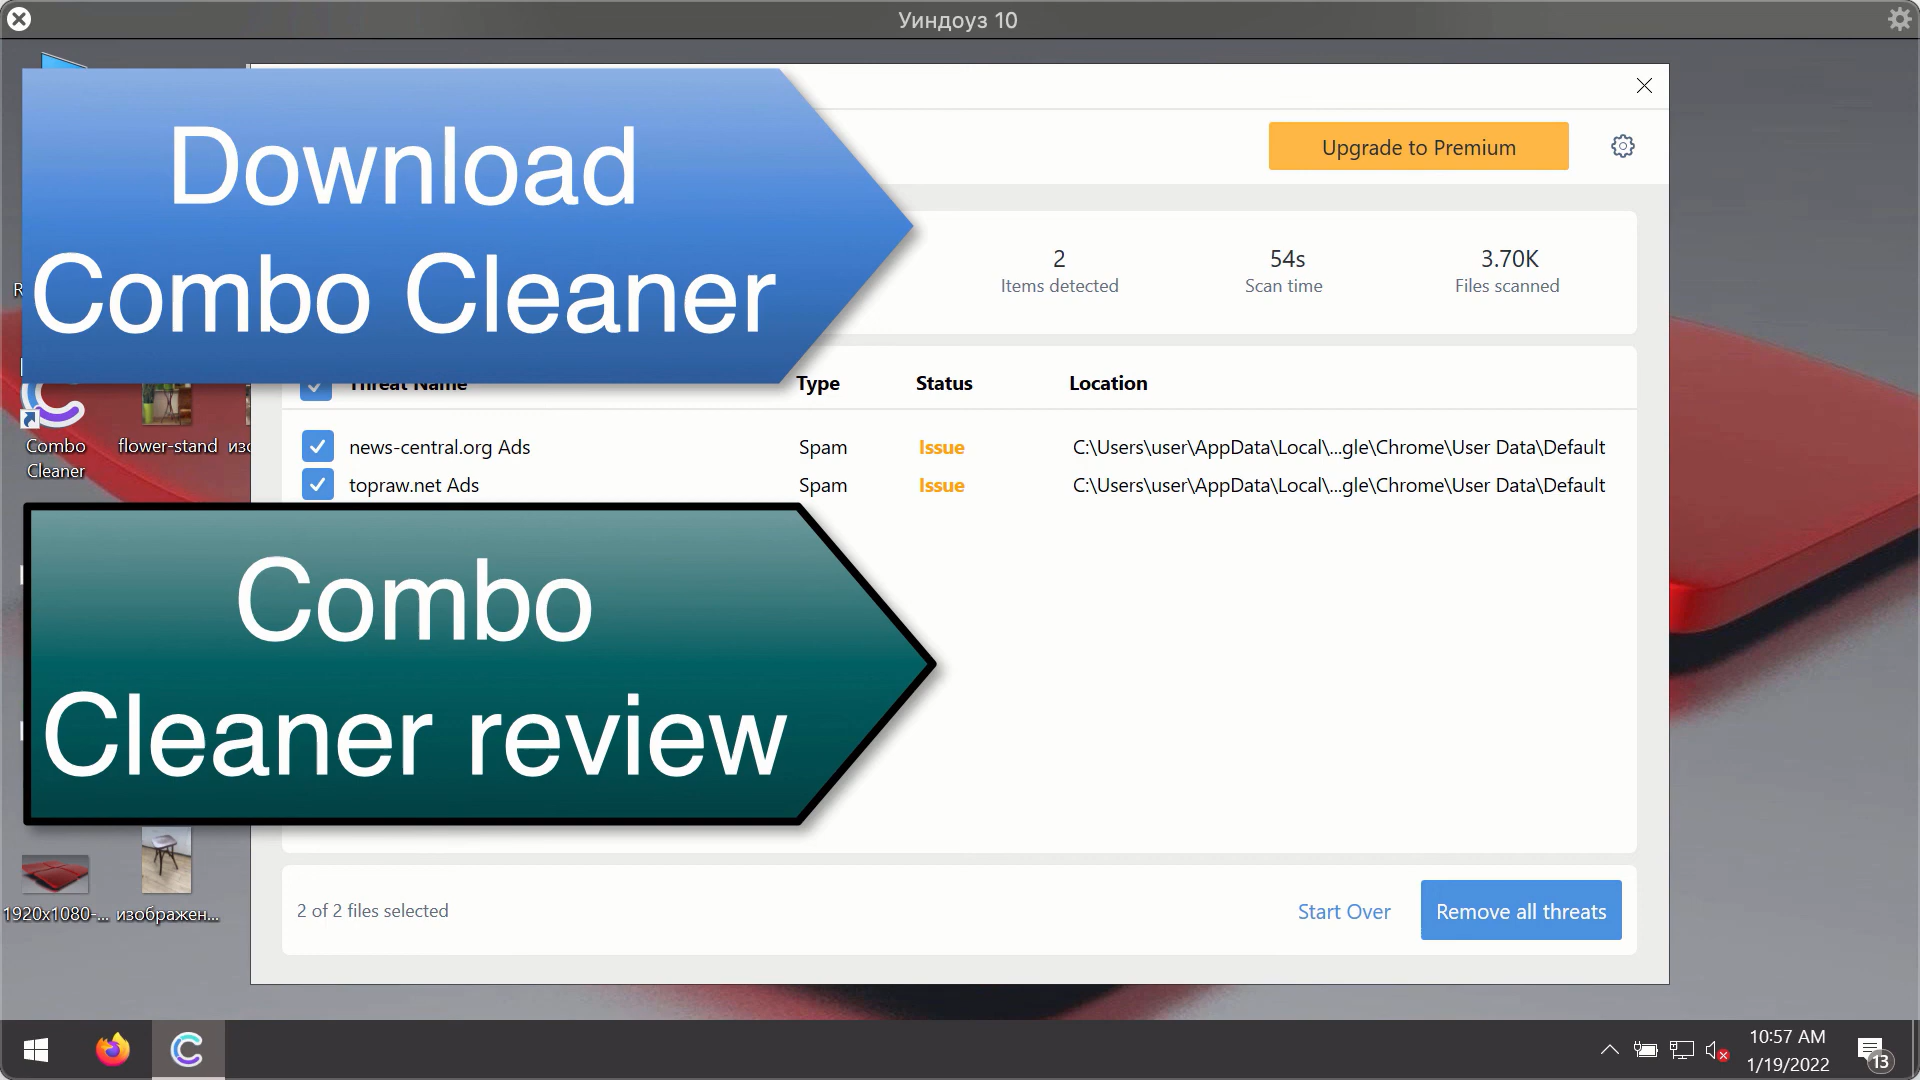 Уиндоуз 10
Download
Combo Cleaner
Upgrade to Premium
2
Items detected
54s
Scan time
3.70K
Files scanned
Threat Name
Type
Status
Location
news-central.org Ads
Spam
Issue
C:\Users\user\AppData\Local\...gle\Chrome\User Data\Default
topraw.net Ads
Spam
Issue
C:\Users\user\AppData\Local\...gle\Chrome\User Data\Default
Combo
Cleaner
flower-stand
Combo
Cleaner review
1920x1080-...
изображен...
2 of 2 files selected
Start Over
Remove all threats
10:57 AM
1/19/2022
13